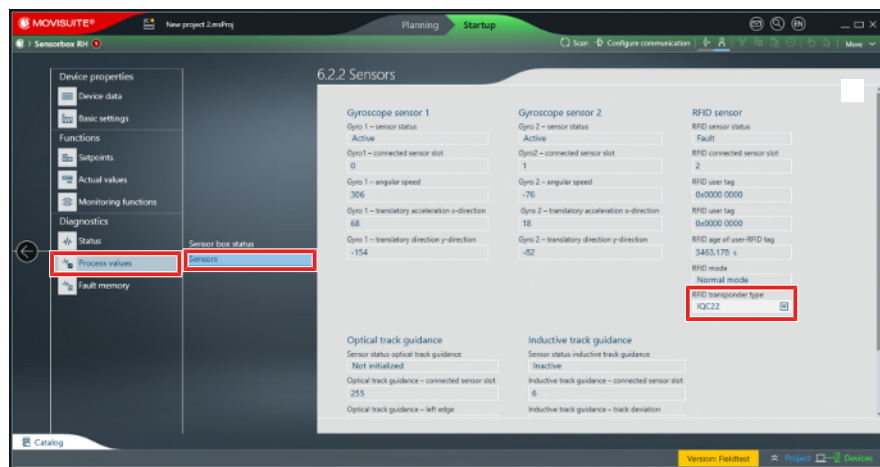 MOVISUITE®
New project 2.msProj
Planning
Startup
EN
Sensorbox RH
Scan
Configure communication
More
Device properties
Device data
Basic settings
Functions
Setpoints
Actual values
Monitoring functions
Diagnostics
Status
Process values
Fault memory
Sensor box status
Sensors
6.2.2 Sensors
Gyroscope sensor 1
Gyro 1 – sensor status
Active
Gyro1 – connected sensor slot
0
Gyro 1 – angular speed
306
Gyro 1 – translatory acceleration x-direction
68
Gyro 1 – translatory direction y-direction
-154
Gyroscope sensor 2
Gyro 2 – sensor status
Active
Gyro2 – connected sensor slot
1
Gyro 2 – angular speed
-76
Gyro 2 – translatory acceleration x-direction
18
Gyro 2 – translatory direction y-direction
-82
RFID sensor
RFID sensor status
Fault
RFID connected sensor slot
2
RFID user tag
0x0000 0000
RFID user tag
0x0000 0000
RFID age of user-RFID tag
3463,178 s
RFID mode
Normal mode
RFID transponder type
IQC22
Optical track guidance
Sensor status optical track guidance
Not initialized
Optical track guidance – connected sensor slot
255
Optical track guidance – left edge
Inductive track guidance
Sensor status inductive track guidance
Inactive
Inductive track guidance – connected sensor slot
6
Inductive track guidance – track deviation
Catalog
Version: Fieldtest
Project
Devices